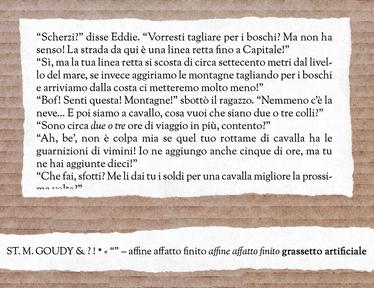 “Scherzi?” disse Eddie. “Vorresti tagliare per i boschi? Ma non ha
senso! La strada da qui è una linea retta fino a Capitale!”
“Sì, ma la tua linea retta si scosta di circa settecento metri dal livel-
lo del mare, se invece aggiriamo le montagne tagliando per i boschi
e arriviamo dalla costa ci metteremo molto meno!”
“Bof! Senti questa! Montagne!” sbottò il ragazzo. “Nemmeno c’è la
neve... E poi siamo a cavallo, cosa vuoi che siano due o tre colli?”
“Sono circa due o tre ore di viaggio in più, contento?”
“Ah, be’, non è colpa mia se quel tuo rottame di cavalla ha le
guarnizioni di vimini! Io ne aggiungo anche cinque di ore, ma tu
ne hai aggiunte dieci!”
“Che fai, sfotti? Me li dai tu i soldi per una cavalla migliore la prossi-
ma volta?”
ST. M. GOUDY &. ? ! * « “” – affine affatto finito affine affatto finito grassetto artificiale